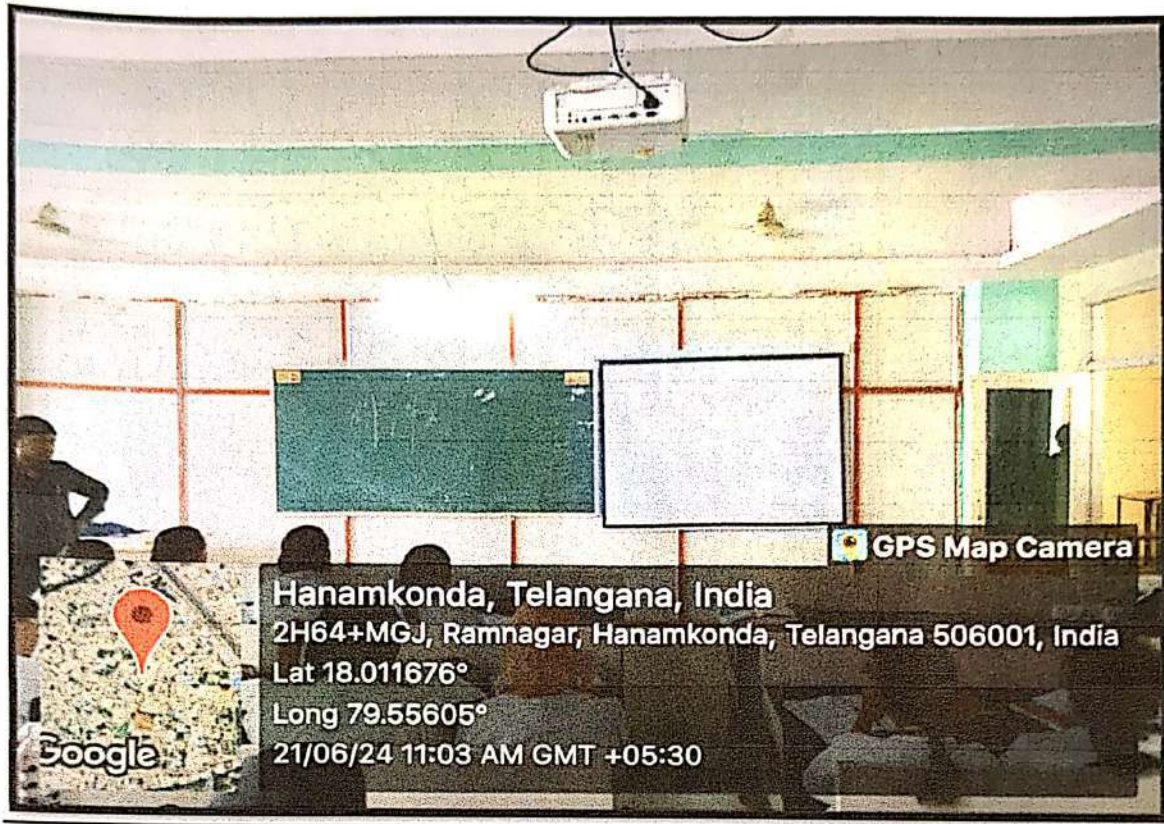 GPS Map Camera
Hanamkonda, Telangana, India
2H64+MGJ, Ramnagar, Hanamkonda, Telangana 506001, India
Lat 18.011676°
Long 79.55605°
21/06/24 11:03 AM GMT +05:30
Google